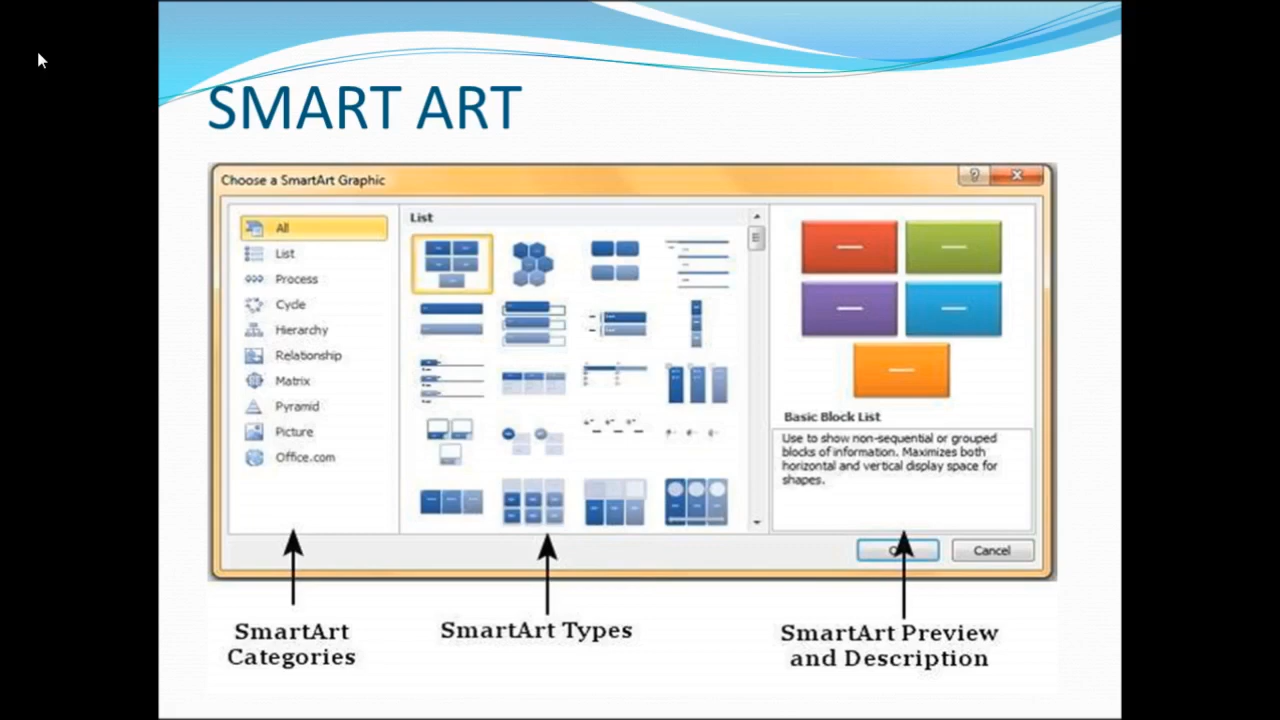 SMART ART
Choose a SmartArt Graphic
All
List
Process
Cycle
Hierarchy
Relationship
Matrix
Pyramid
Picture
Office.com
List
Basic Block List
Use to show non-sequential or grouped
blocks of information. Maximizes both
horizontal and vertical display space for
shapes.
Cancel
SmartArt
Categories
SmartArt Types
SmartArt Preview
and Description